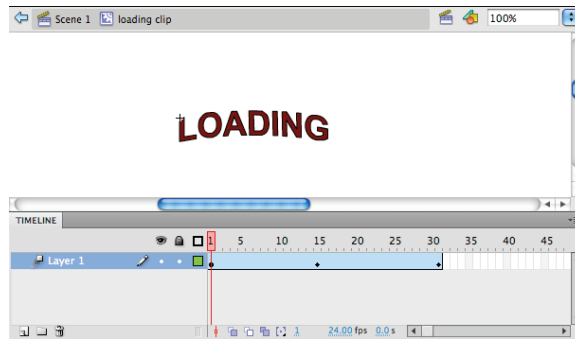 Scene 1 loading clip 100%
LOADING
TIMELINE
1 5 10 15 20 25 30 35 40 45
Layer 1
1 24.00 fps 0.0 s